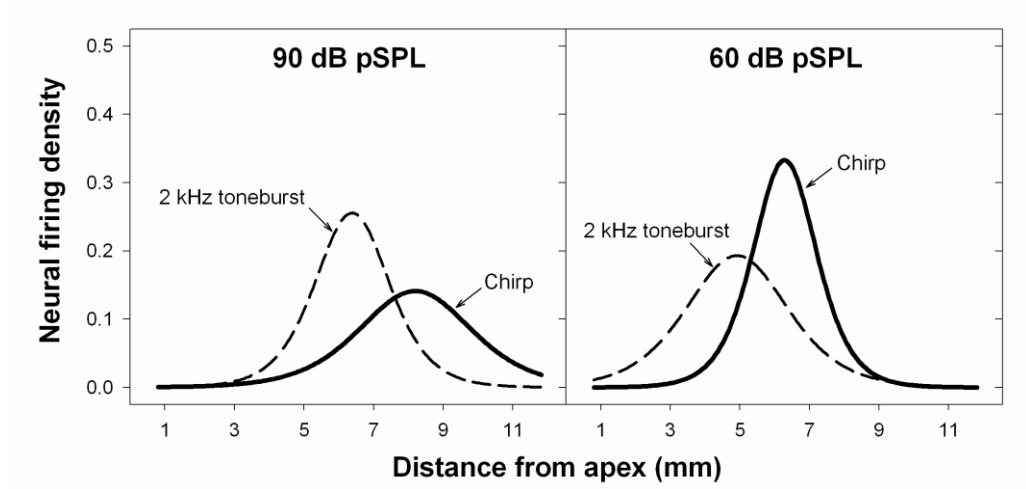 90 dB pSPL
60 dB pSPL
Neural firing density
0.5
0.4
0.3
0.2
0.1
0.0
2 kHz toneburst
Chirp
Chirp
2 kHz toneburst
1 3 5 7 9 11
1 3 5 7 9 11
Distance from apex (mm)